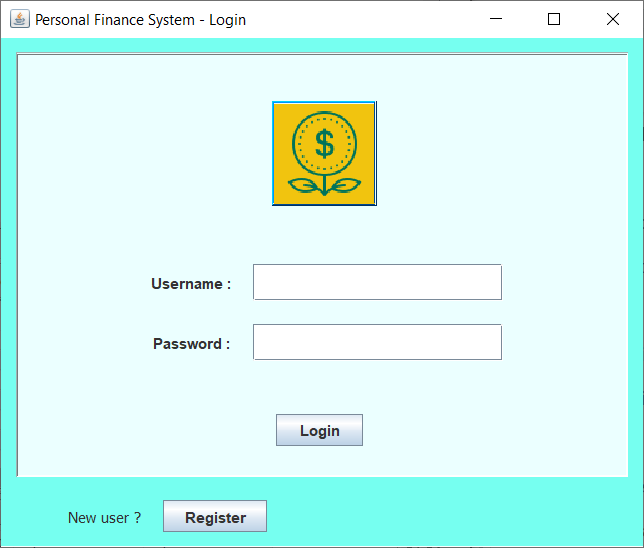 Personal Finance System - Login
$
Username :
Password :
Login
New user ? Register